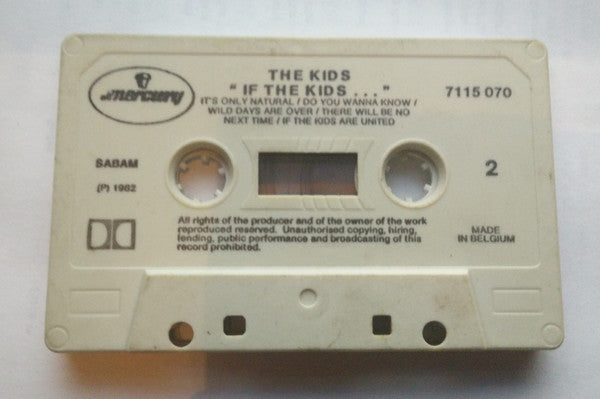 mercury
THE KIDS
" IF THE KIDS . . . "
7115 070
IT'S ONLY NATURAL / DO YOU WANNA KNOW /
WILD DAYS ARE OVER / THERE WILL BE NO
NEXT TIME / IF THE KIDS ARE UNITED
SABAM
(P) 1982
2
All rights of the producer and of the owner of the work
reproduced reserved. Unauthorised copying, hiring,
lending, public performance and broadcasting of this
record prohibited.
MADE
IN BELGIUM